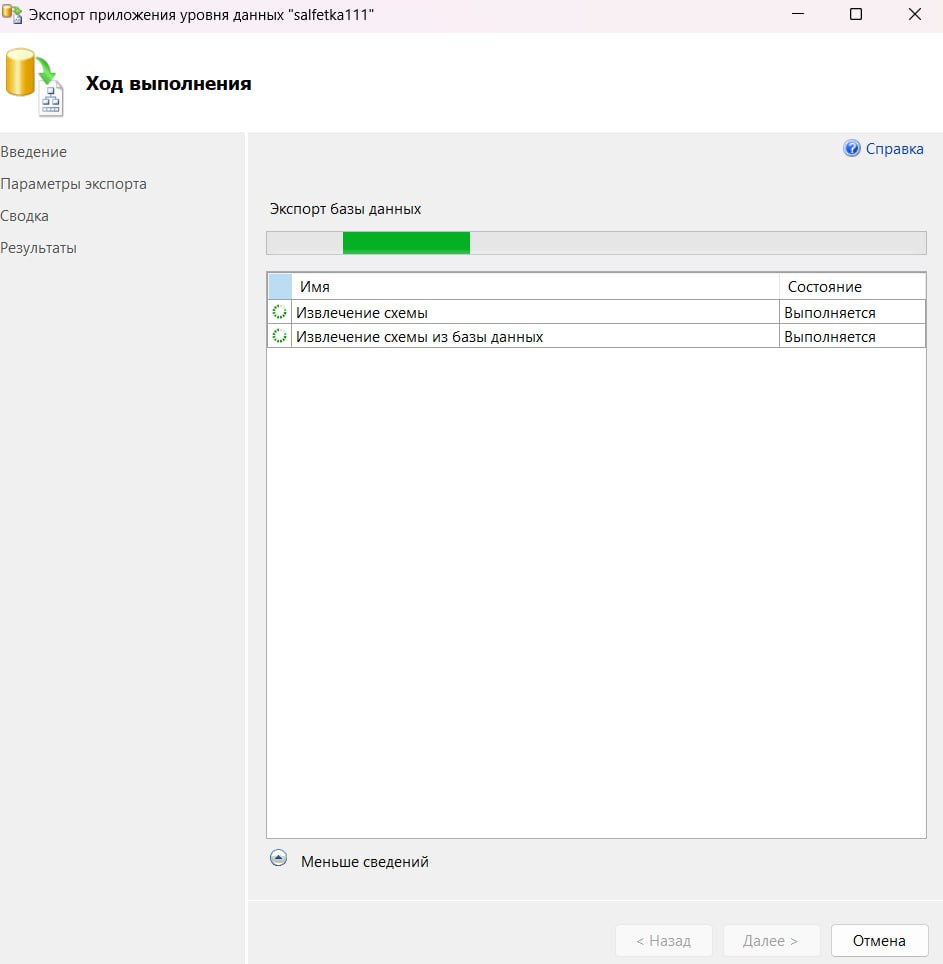 Экспорт приложения уровня данных "salfetka111"
Ход выполнения
Введение
Параметры экспорта
Сводка
Результаты
Справка
Экспорт базы данных
Имя Состояние
Извлечение схемы Выполняется
Извлечение схемы из базы данных Выполняется
Меньше сведений
< Назад Далее > Отмена